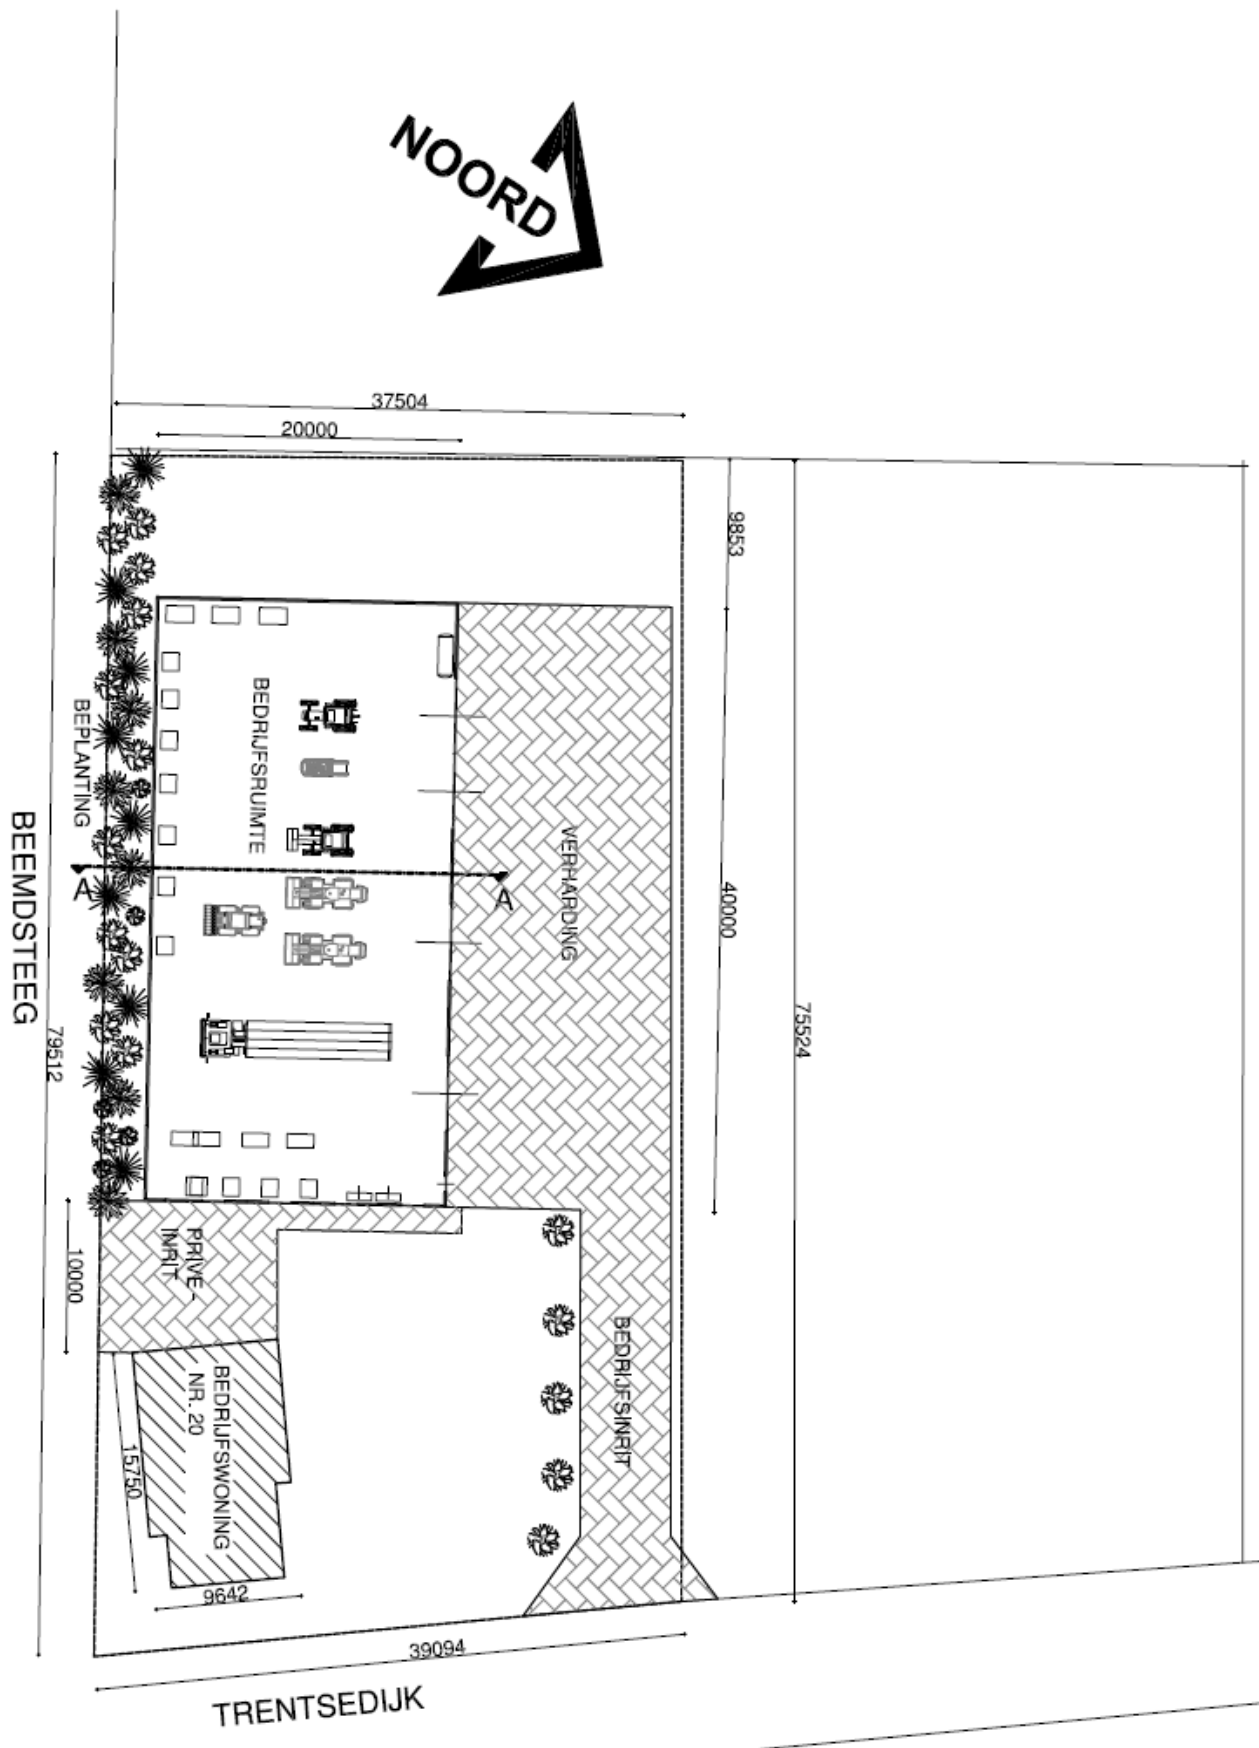 NOORD
37504
20000
9853
BEDRIJFSRUIMTE
BEPLANTING
VERHARDING
A
A
40000
BEEMDSTEEG
75524
79512
PRIVE-
INRIT
10000
BEDRIJFSINRIT
BEDRIJFSWONING
NR. 20
15750
9642
39094
TRENTSEDIJK